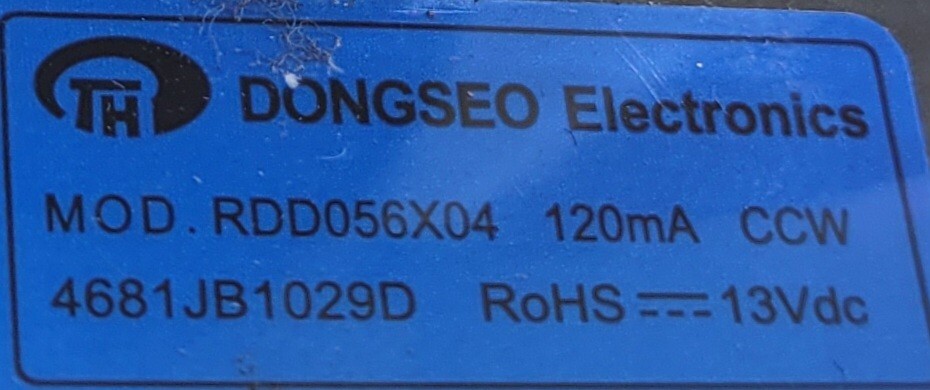 TH DONGSEO Electronics
MOD. RDD056X04 120mA CCW
4681JB1029D RoHS 13Vdc